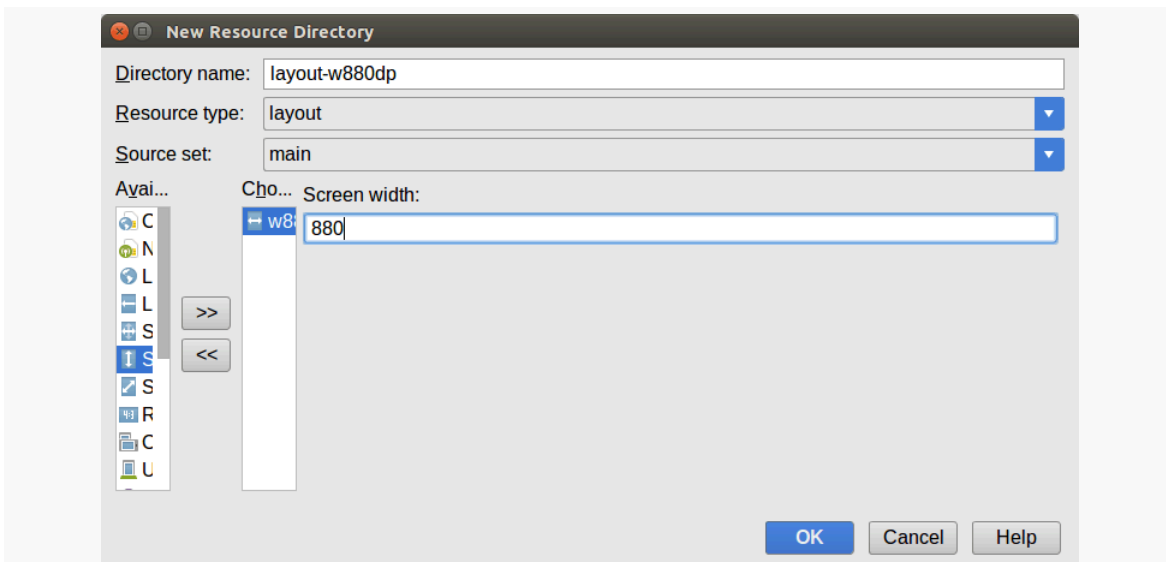 New Resource Directory
Directory name: layout-w880dp
Resource type: layout
Source set: main
Avai... Cho... Screen width:
C w88 880
N
L
L
S
S
S
R
C
U
>>
<<
OK Cancel Help